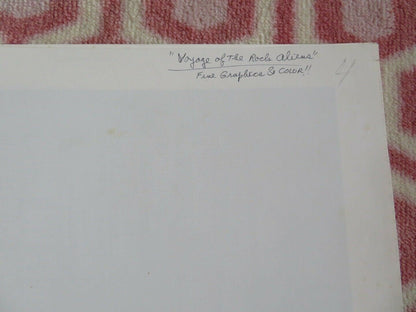 "Voyage of The Rock Aliens"
Fine Graphics & Color!!